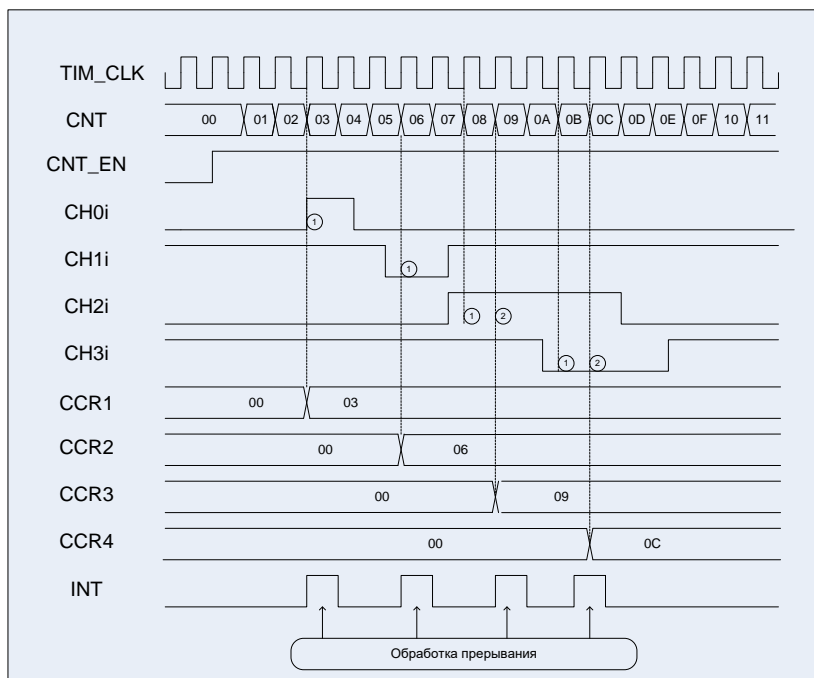 TIM_CLK
CNT 00 01 02 03 04 05 06 07 08 09 0A 0B 0C 0D 0E 0F 10 11
CNT_EN
CH0i 1
CH1i 1
CH2i 1 2
CH3i 1 2
CCR1 00 03
CCR2 00 06
CCR3 00 09
CCR4 00 0C
INT
Обработка прерывания